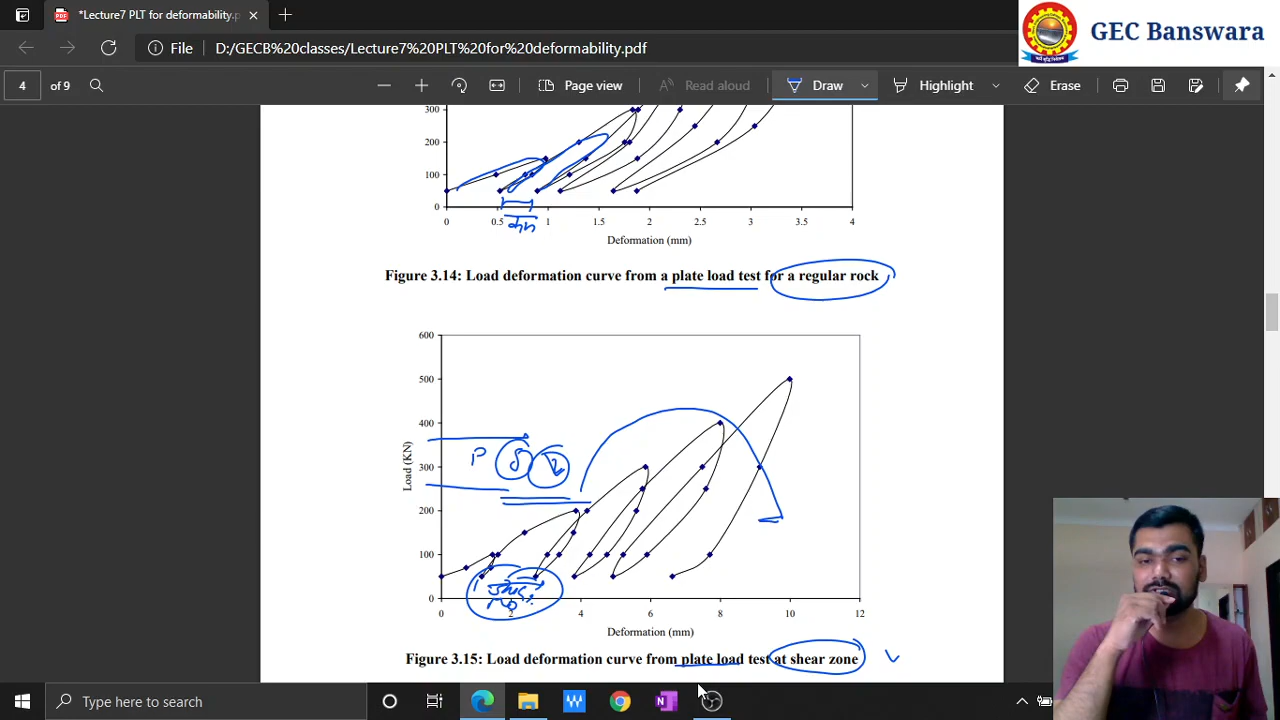 *Lecture7 PLT for deformability.p
GEC Banswara
File D:/GECB%20classes/Lecture7%20PLT%20for%20deformability.pdf
4 of 9 Page view Read aloud Draw Highlight Erase
300
200
100
0
0 0.5 1 1.5 2 2.5 3 3.5 4
Deformation (mm)
Figure 3.14: Load deformation curve from a plate load test for a regular rock
600
500
400
300
200
100
0
Load (KN)
P δ
0 2 4 6 8 10 12
Deformation (mm)
Figure 3.15: Load deformation curve from plate load test at shear zone
Type here to search